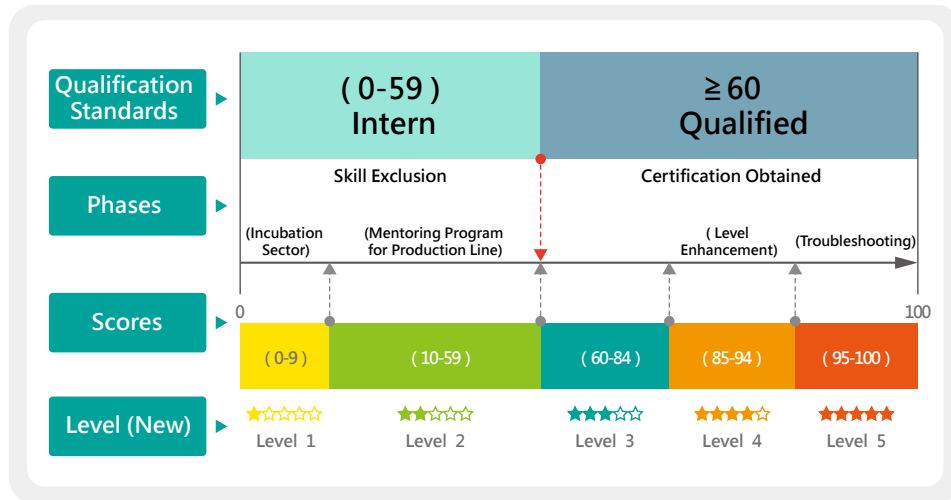 Qualification
Standards
( 0-59 )
Intern
≧60
Qualified
Phases
Skill Exclusion
Certification Obtained
(Incubation
Sector)
(Mentoring Program
for Production Line)
( Level
Enhancement)
(Troubleshooting)
0
100
Scores
( 0-9 )
( 10-59 )
( 60-84 )
( 85-94 )
( 95-100 )
Level (New)
Level 1
Level 2
Level 3
Level 4
Level 5